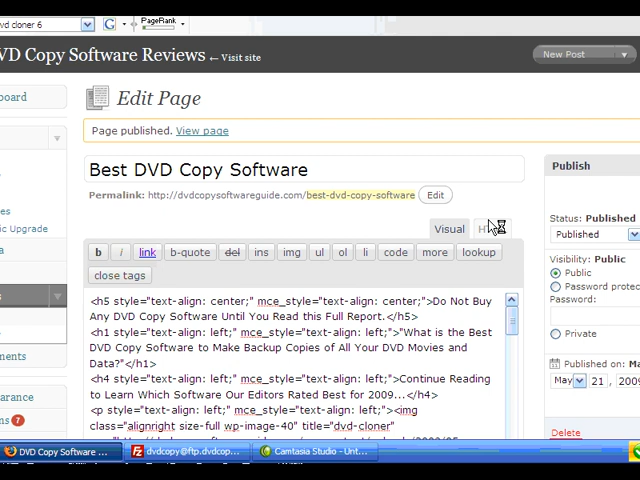 vd cloner 6
G
PageRank
VD Copy Software Reviews ← Visit site
New Post
board
Edit Page
Page published. View page
Best DVD Copy Software
Publish
Permalink: http://dvdcopysoftwareguide.com/best-dvd-copy-software Edit
es
c Upgrade
Visual
Status: Published
Published
b i link b-quote del ins img ul ol li code more lookup
close tags
Visibility: Public
Public
Password protec
Password:
Private
s
ments
<h5 style="text-align: center;" mce_style="text-align: center;">Do Not Buy
Any DVD Copy Software Until You Read this Full Report.</h5>
<h1 style="text-align: left;" mce_style="text-align: left;">"What is the Best
DVD Copy Software to Make Backup Copies of All Your DVD Movies and
Data?"</h1>
<h4 style="text-align: left;" mce_style="text-align: left;">Continue Reading
to Learn Which Software Our Editors Rated Best for 2009...</h4>
<p style="text-align: left;" mce_style="text-align: left;"><img
class="alignright size-full wp-image-40" title="dvd-cloner"
Published on: Ma
May 21, 2009
arance
ns 7
Delete
DVD Copy Software ...
dvdcopy@ftp.dvdcop...
Camtasia Studio - Unt...